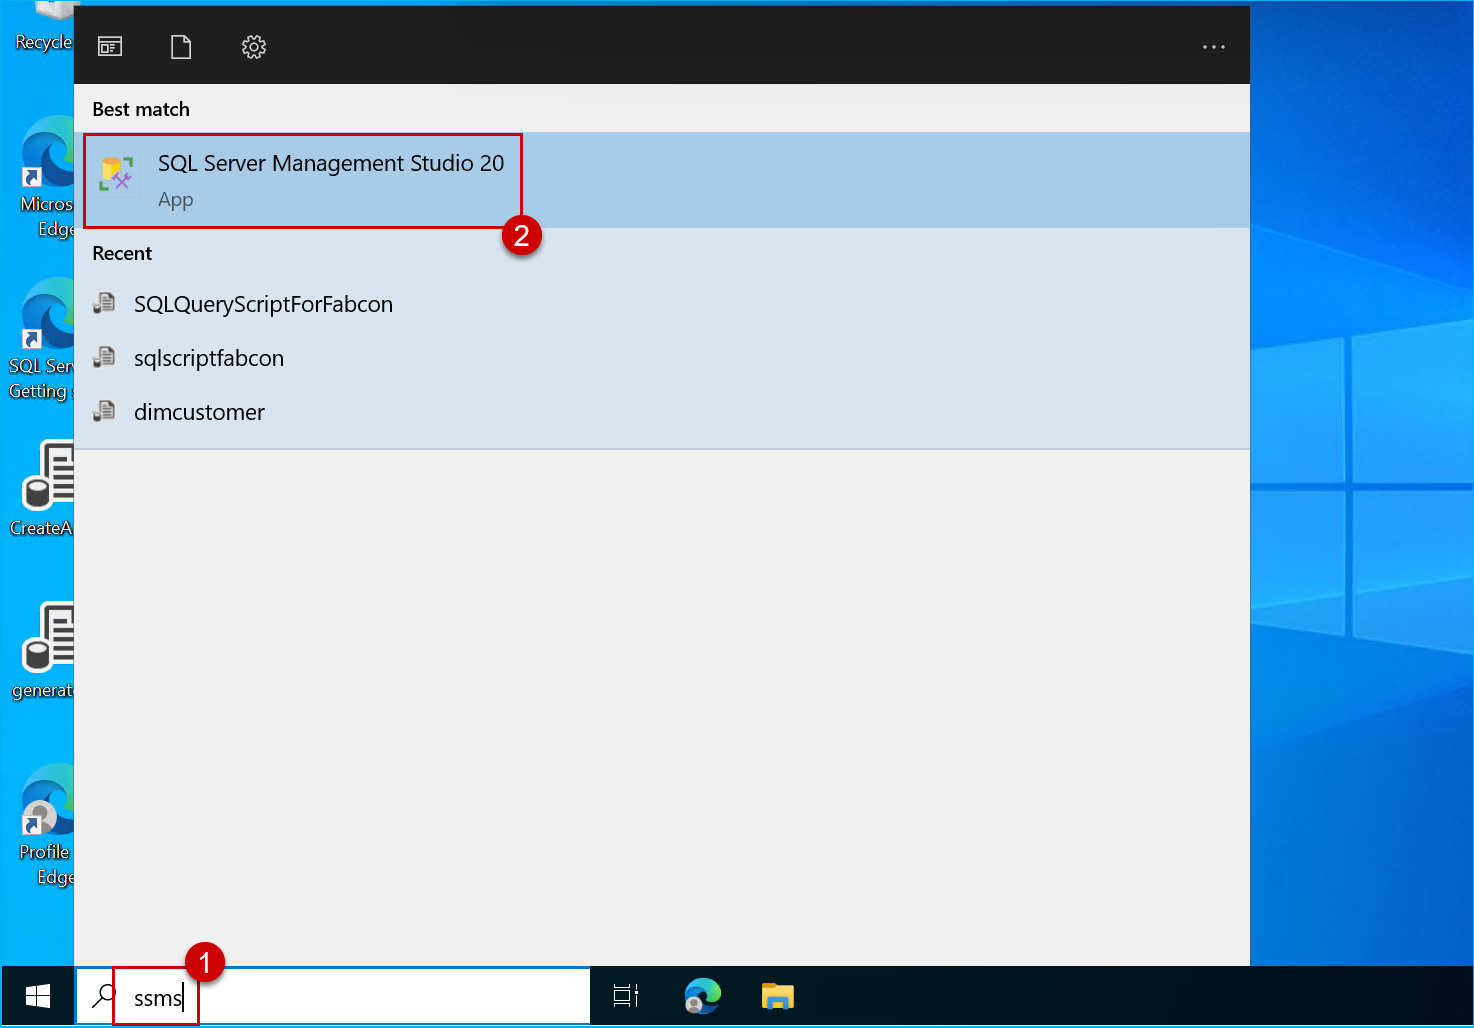 Recycle
Best match
SQL Server Management Studio 20
App
2
Recent
SQLQueryScriptForFabcon
sqlscriptfabcon
dimcustomer
Micros
Edge
SQL Ser
Getting
CreateA
generat
Profile
Edge
1
ssms